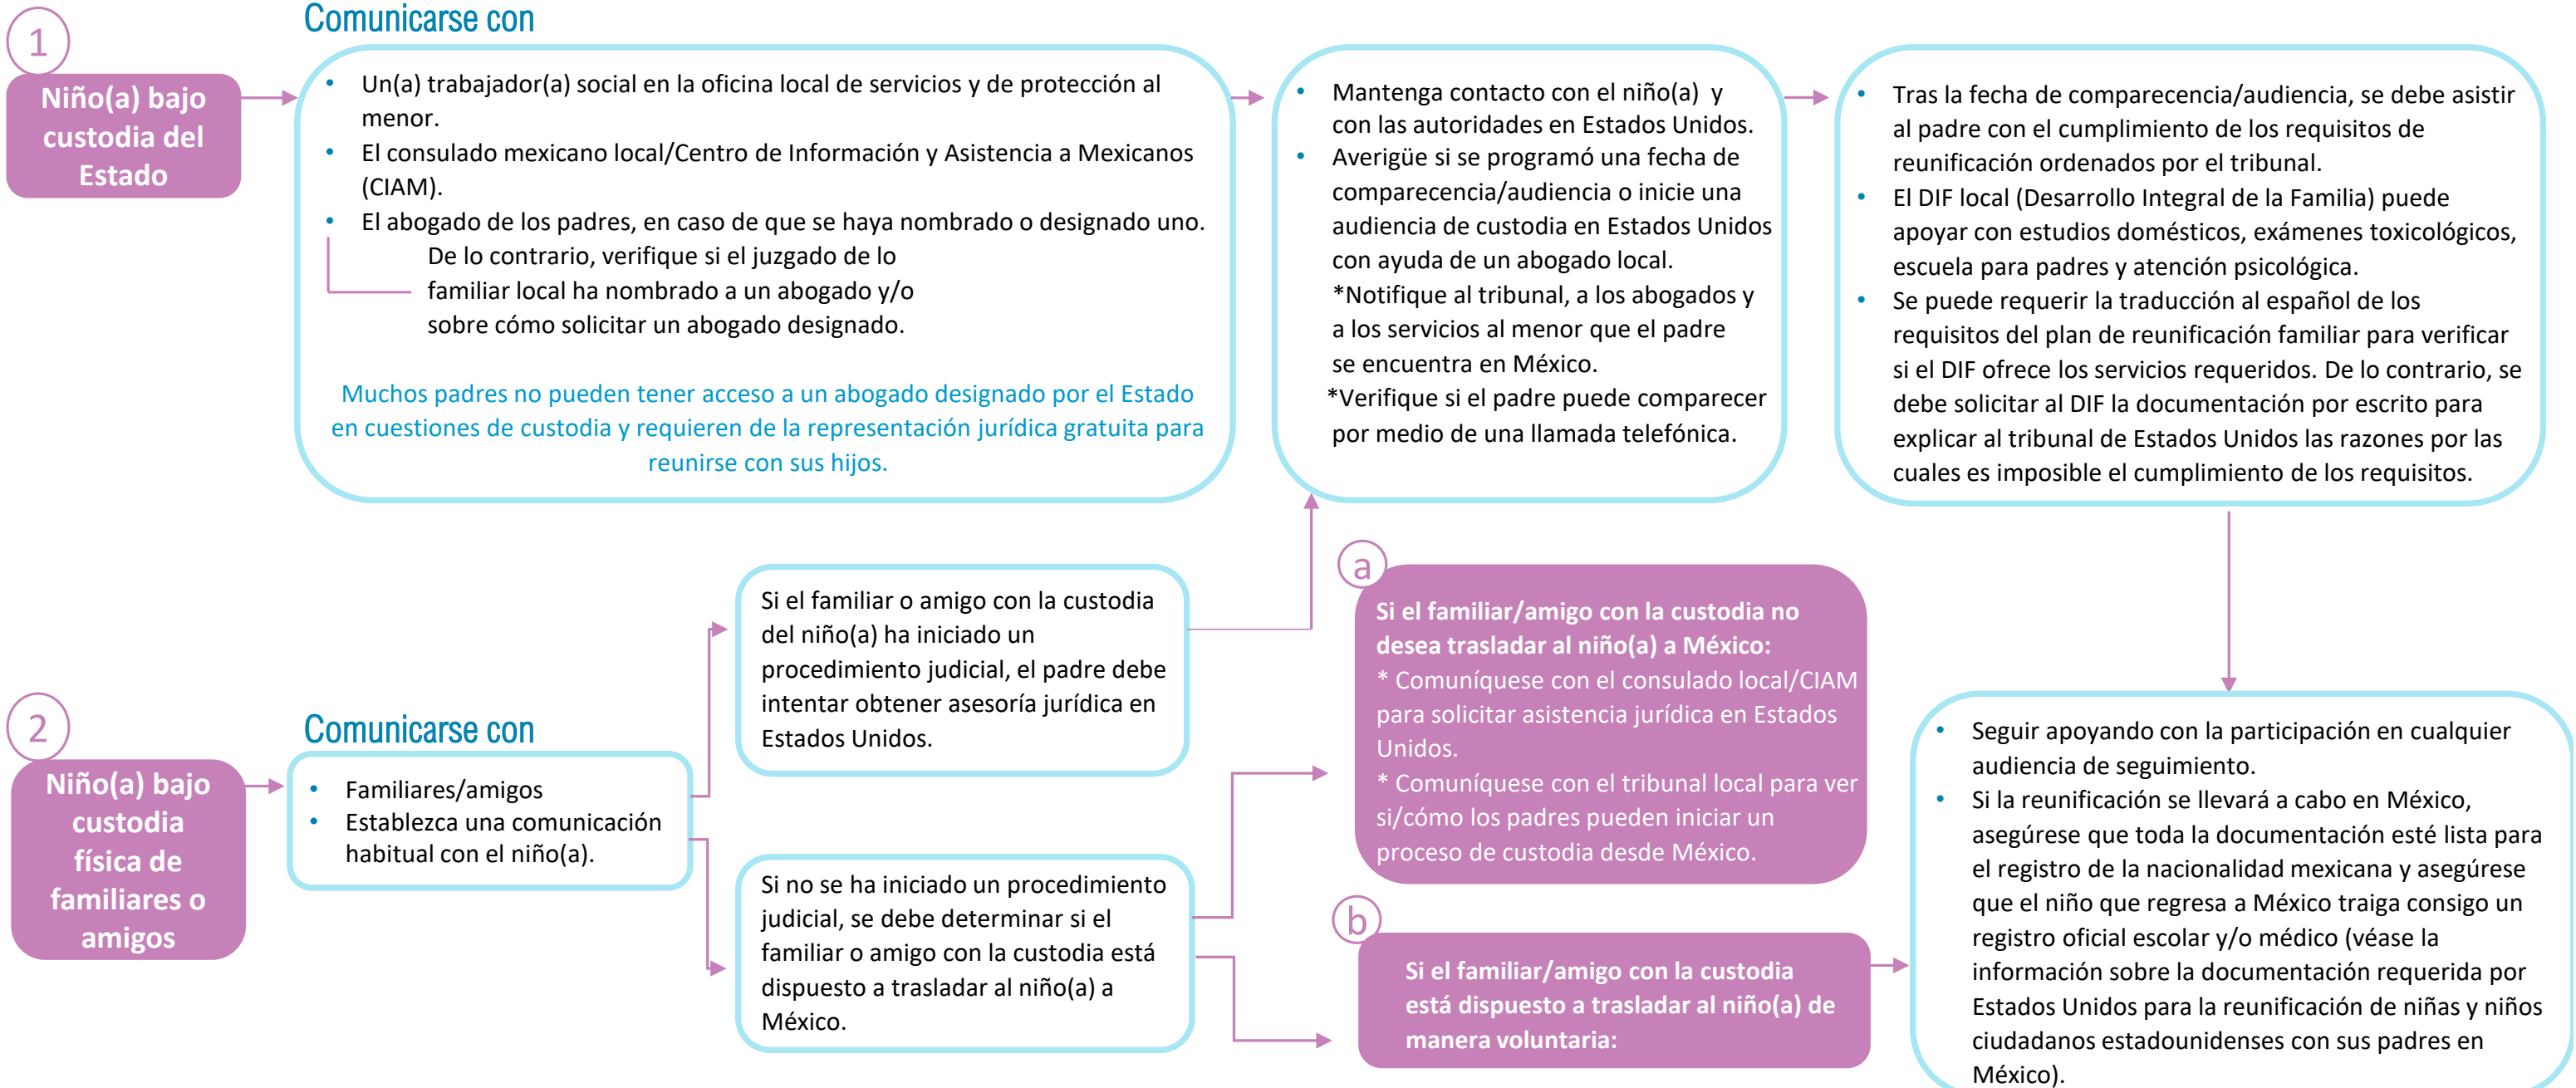 Comunicarse con
1
Niño(a) bajo
custodia del
Estado
• Un(a) trabajador(a) social en la oficina local de servicios y de protección al
menor.
• El consulado mexicano local/Centro de Información y Asistencia a Mexicanos
(CIAM).
• El abogado de los padres, en caso de que se haya nombrado o designado uno.
De lo contrario, verifique si el juzgado de lo
familiar local ha nombrado a un abogado y/o
sobre cómo solicitar un abogado designado.
Muchos padres no pueden tener acceso a un abogado designado por el Estado
en cuestiones de custodia y requieren de la representación jurídica gratuita para
reunirse con sus hijos.
• Mantenga contacto con el niño(a) y
con las autoridades en Estados Unidos.
• Averigüe si se programó una fecha de
comparecencia/audiencia o inicie una
audiencia de custodia en Estados Unidos
con ayuda de un abogado local.
*Notifique al tribunal, a los abogados y
a los servicios al menor que el padre
se encuentra en México.
*Verifique si el padre puede comparecer
por medio de una llamada telefónica.
• Tras la fecha de comparecencia/audiencia, se debe asistir
al padre con el cumplimiento de los requisitos de
reunificación ordenados por el tribunal.
• El DIF local (Desarrollo Integral de la Familia) puede
apoyar con estudios domésticos, exámenes toxicológicos,
escuela para padres y atención psicológica.
• Se puede requerir la traducción al español de los
requisitos del plan de reunificación familiar para verificar
si el DIF ofrece los servicios requeridos. De lo contrario, se
debe solicitar al DIF la documentación por escrito para
explicar al tribunal de Estados Unidos las razones por las
cuales es imposible el cumplimiento de los requisitos.
2
Niño(a) bajo
custodia
física de
familiares o
amigos
Comunicarse con
• Familiares/amigos
• Establezca una comunicación
habitual con el niño(a).
Si el familiar o amigo con la custodia
del niño(a) ha iniciado un
procedimiento judicial, el padre debe
intentar obtener asesoría jurídica en
Estados Unidos.
Si no se ha iniciado un procedimiento
judicial, se debe determinar si el
familiar o amigo con la custodia está
dispuesto a trasladar al niño(a) a
México.
a
Si el familiar/amigo con la custodia no
desea trasladar al niño(a) a México:
* Comuníquese con el consulado local/CIAM
para solicitar asistencia jurídica en Estados
Unidos.
* Comuníquese con el tribunal local para ver
si/cómo los padres pueden iniciar un
proceso de custodia desde México.
b
Si el familiar/amigo con la custodia
está dispuesto a trasladar al niño(a) de
manera voluntaria:
• Seguir apoyando con la participación en cualquier
audiencia de seguimiento.
• Si la reunificación se llevará a cabo en México,
asegúrese que toda la documentación esté lista para
el registro de la nacionalidad mexicana y asegúrese
que el niño que regresa a México traiga consigo un
registro oficial escolar y/o médico (véase la
información sobre la documentación requerida por
Estados Unidos para la reunificación de niñas y niños
ciudadanos estadounidenses con sus padres en
México).